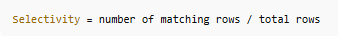 Selectivity = number of matching rows / total rows